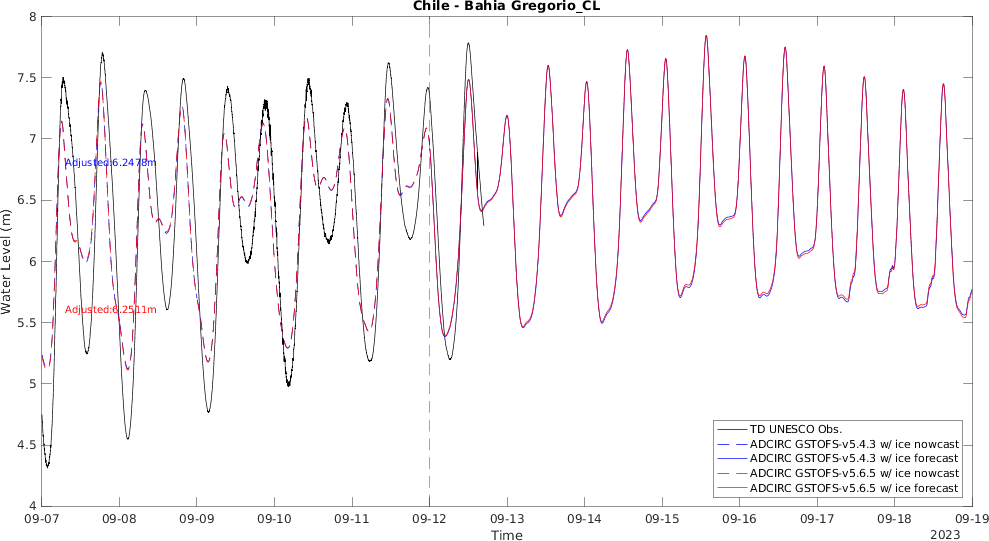 Chile - Bahia Gregorio_CL
8
7.5
7
6.5
6
5.5
5
4.5
4
Water Level (m)
Adjusted:6.2478m
Adjusted:6.2511m
TD UNESCO Obs.
ADCIRC GSTOFS-v5.4.3 w/ ice nowcast
ADCIRC GSTOFS-v5.4.3 w/ ice forecast
ADCIRC GSTOFS-v5.6.5 w/ ice nowcast
ADCIRC GSTOFS-v5.6.5 w/ ice forecast
09-07 09-08 09-09 09-10 09-11 09-12 09-13 09-14 09-15 09-16 09-17 09-18 09-19
Time
2023